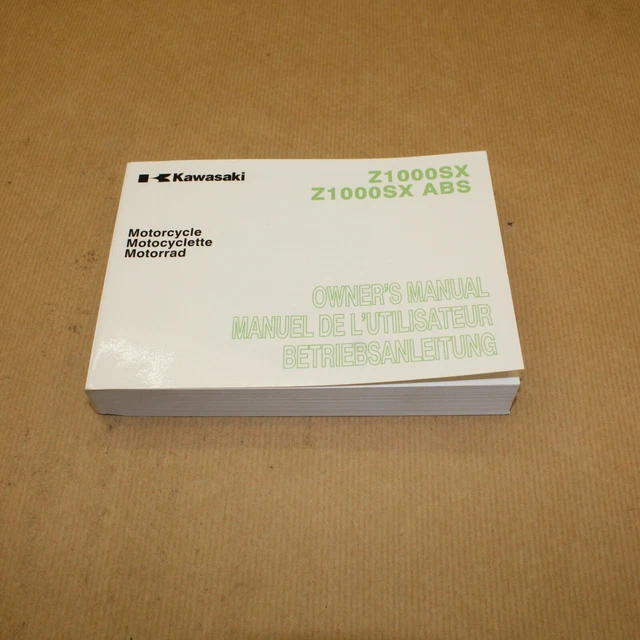 Kawasaki
Z1000SX
Z1000SX ABS
Motorcycle
Motocyclette
Motorrad
OWNER'S MANUAL
MANUEL DE L'UTILISATEUR
BETRIEBSANLEITUNG